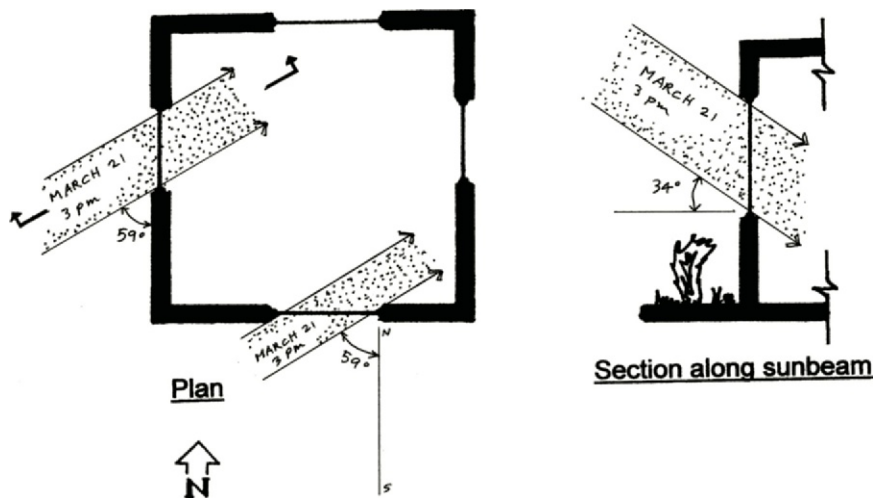 MARCH 21
3 pm
59°
MARCH 21
3 pm
59°
N
S
Plan
N
MARCH 21
3 pm
34°
Section along sunbeam